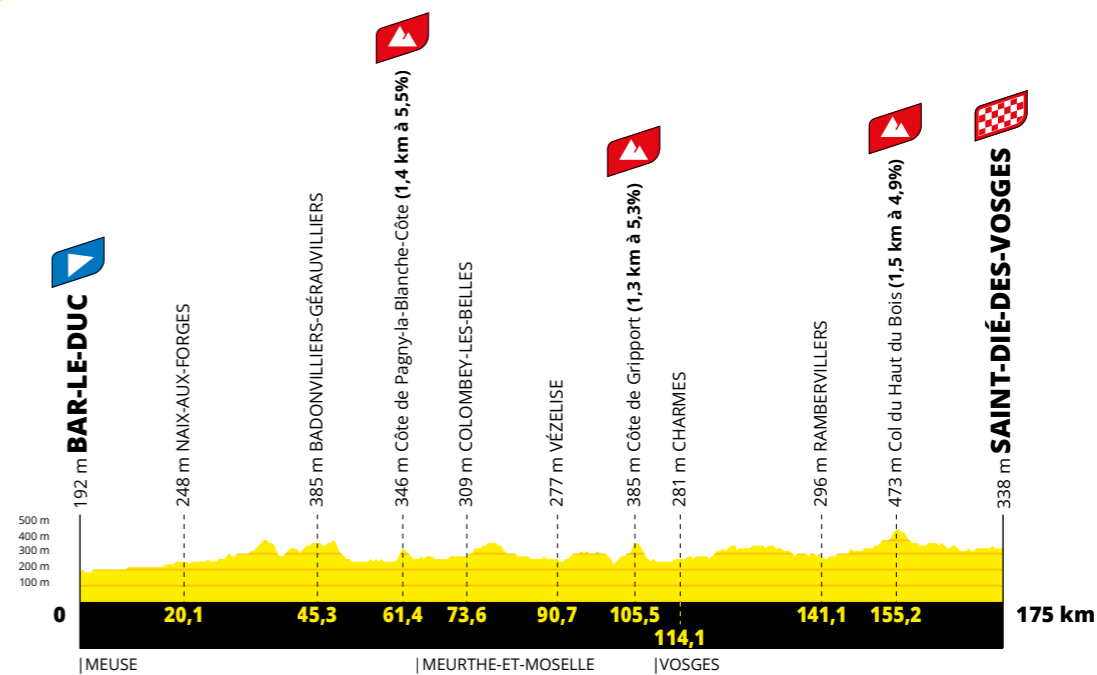 192 m BAR-LE-DUC
248 m NAIX-AUX-FORGES
385 m BADONVILLIERS-GÉRAUVILLIERS
346 m Côte de Pagny-la-Blanche-Côte (1,4 km à 5,5%)
309 m COLOMBEY-LES-BELLES
277 m VÉZELISE
385 m Côte de Gripport (1,3 km à 5,3%)
281 m CHARMES
296 m RAMBERVILLERS
473 m Col du Haut du Bois (1,5 km à 4,9%)
338 m SAINT-DIÉ-DES-VOSGES
500 m
400 m
300 m
200 m
100 m
0 20,1 45,3 61,4 73,6 90,7 105,5 141,1 155,2 175 km
114,1
|MEUSE |MEURTHE-ET-MOSELLE |VOSGES